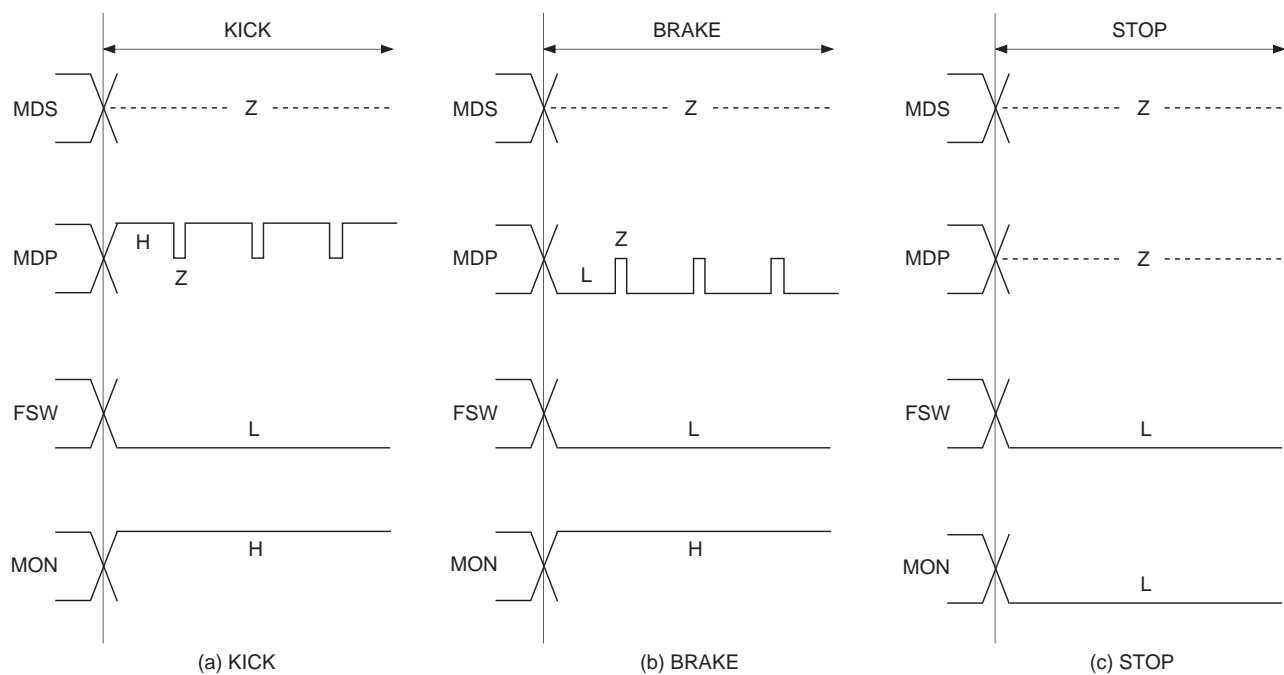 KICK
MDS
Z
MDP
H
Z
FSW
L
MON
H
(a) KICK
BRAKE
MDS
Z
MDP
Z
L
FSW
L
MON
H
(b) BRAKE
STOP
MDS
Z
MDP
Z
FSW
L
MON
L
(c) STOP